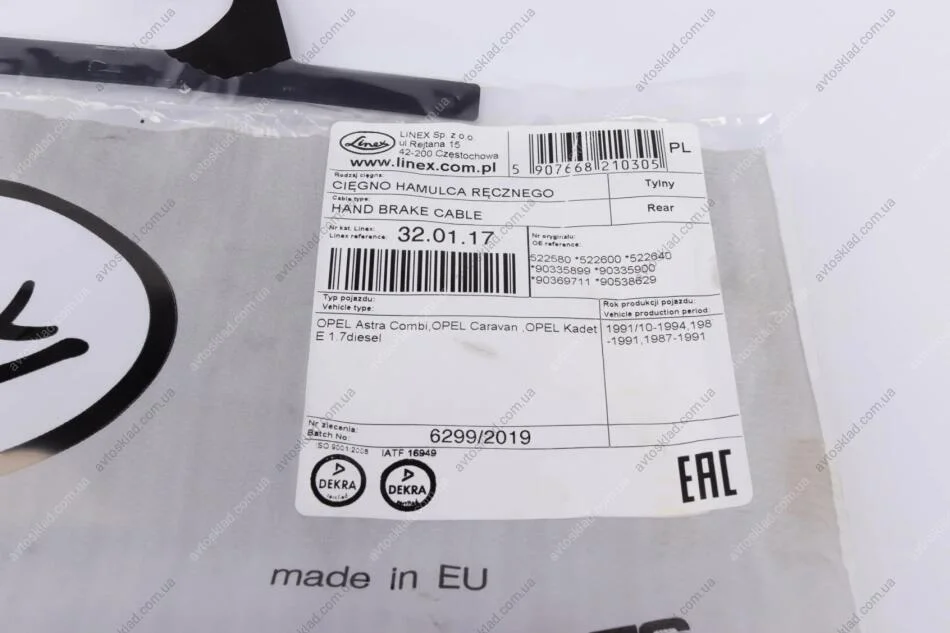 Linex
LINEX Sp. z o.o.
ul Rejtana 15
42-200 Częstochowa
www.linex.com.pl
5 907668 210305
PL
Rodzaj cięgna:
CIĘGNO HAMULCA RĘCZNEGO
Tylny
Cable type:
HAND BRAKE CABLE
Rear
Nr kat. Linex:
Linex reference:
32.01.17
Nr oryginału:
OE reference:
522580 *522600 *522640
*90335899 *90335900
*90369711 *90538629
Typ pojazdu:
Vehicle type:
Rok produkcji pojazdu:
Vehicle production period:
OPEL Astra Combi,OPEL Caravan ,OPEL Kadet
E 1.7diesel
1991/10-1994,198
-1991,1987-1991
Nr zlecenia:
Batch No:
6299/2019
ISO 9001:2008
IATF 16949
DEKRA
DEKRA
EAC
made in EU
avtosklad.com.ua